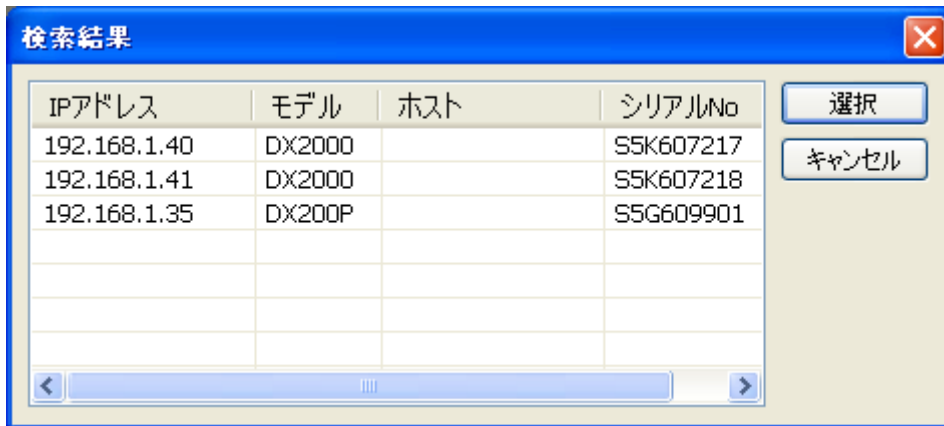 検索結果
IPアドレス モデル ホスト シリアルNo
192.168.1.40 DX2000 S5K607217
192.168.1.41 DX2000 S5K607218
192.168.1.35 DX200P S5G609901
選択
キャンセル